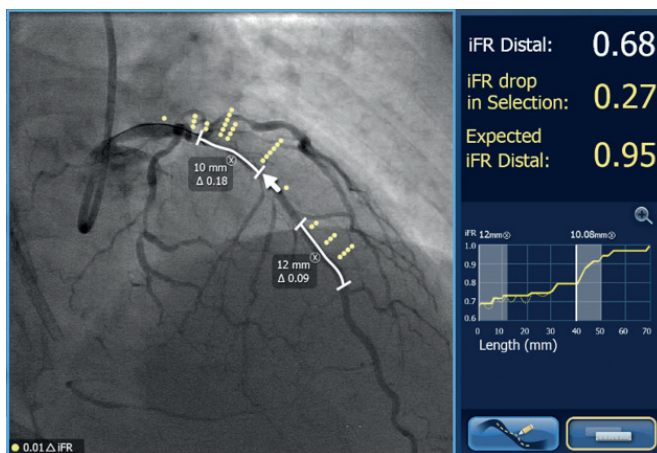 10 mm ⓧ
Δ 0.18
12 mm ⓧ
Δ 0.09
0.01 Δ iFR
iFR Distal: 0.68
iFR drop
in Selection: 0.27
Expected
iFR Distal: 0.95
iFR 12mmⓧ 10.08mmⓧ
1.0
0.9
0.8
0.7
0.6
0 10 20 30 40 50 60 70
Length (mm)